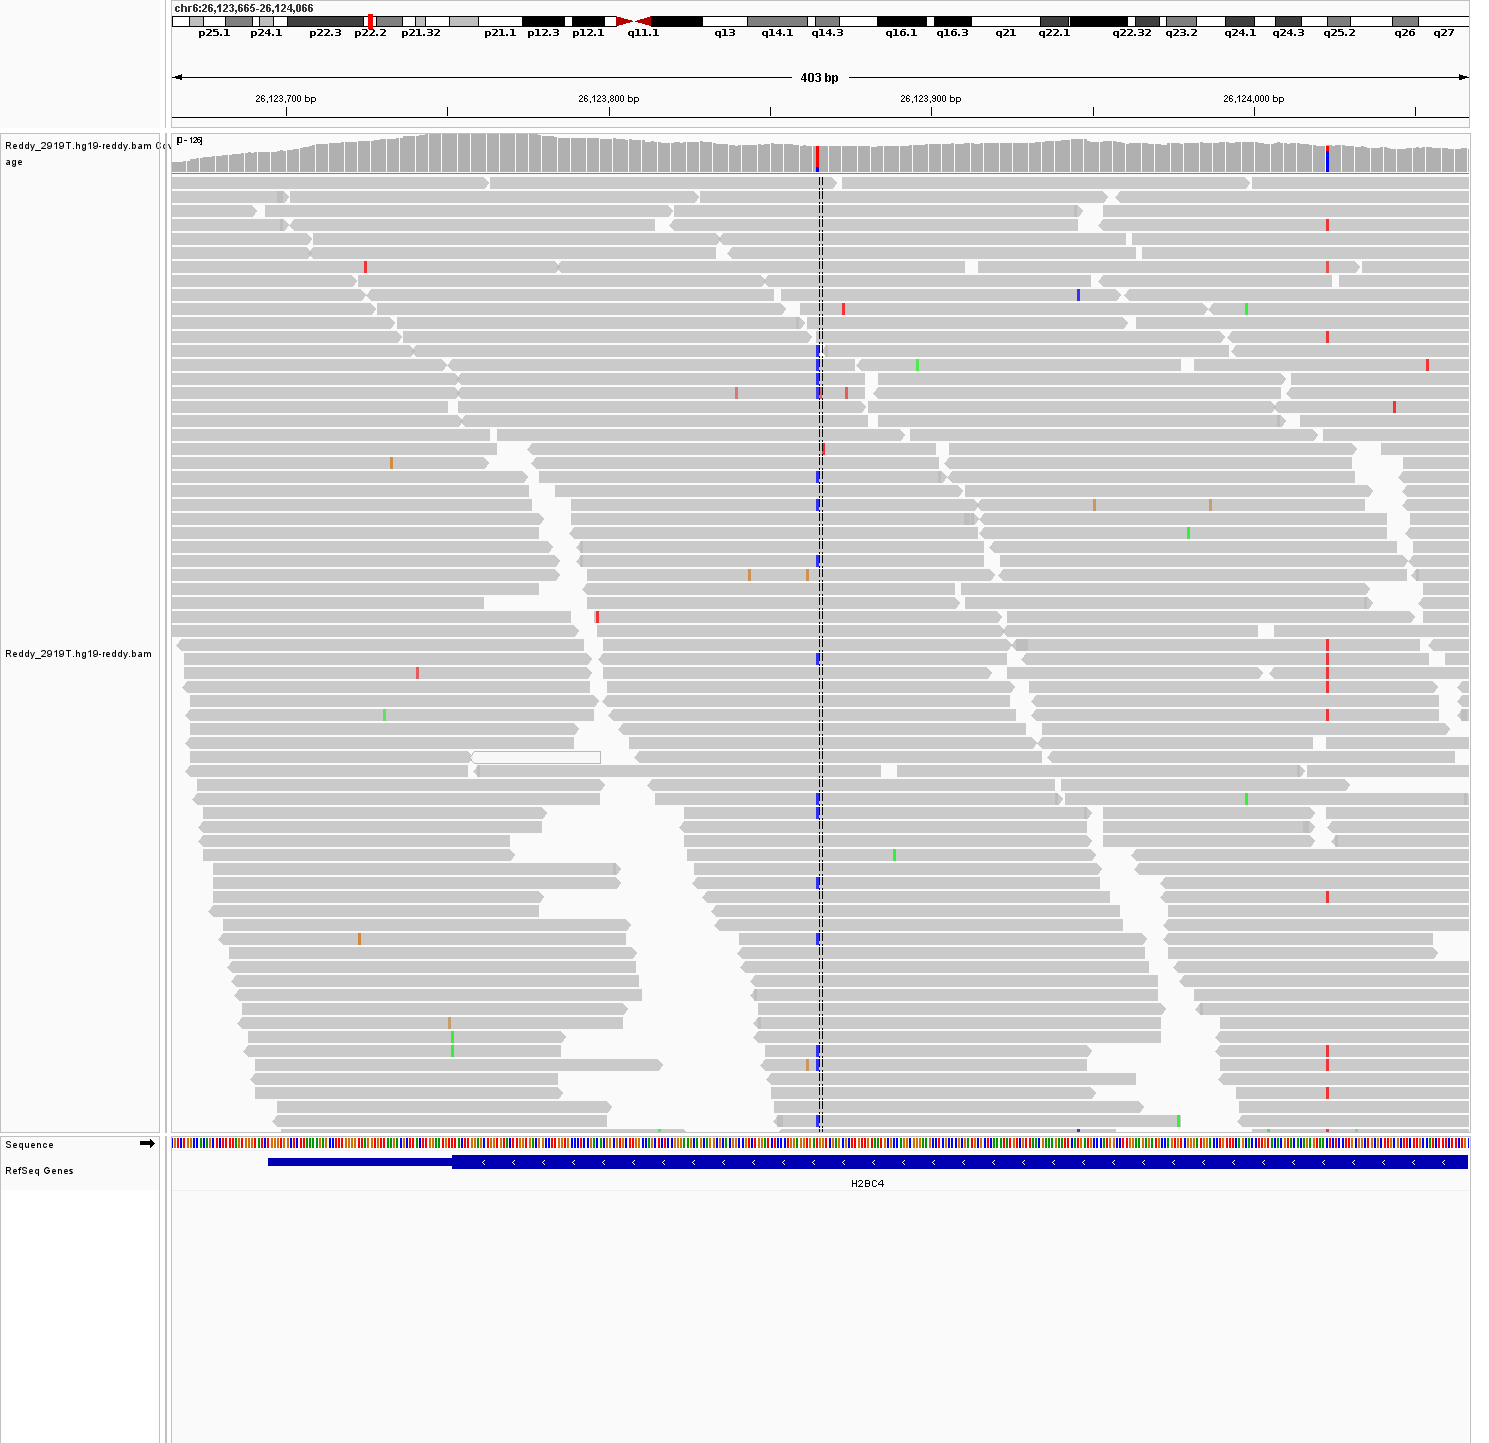 chr6:26,123,665-26,124,066
p25.1 p24.1 p22.3 p22.2 p21.32 p21.1 p12.3 p12.1 q11.1 q13 q14.1 q14.3 q16.1 q16.3 q21 q22.1 q22.32 q23.2 q24.1 q24.3 q25.2 q26 q27
403 bp
26,123,700 bp 26,123,800 bp 26,123,900 bp 26,124,000 bp
[0 - 126]
Reddy_2919T.hg19-reddy.bam Cov
age
Reddy_2919T.hg19-reddy.bam
Sequence
RefSeq Genes
H2BC4